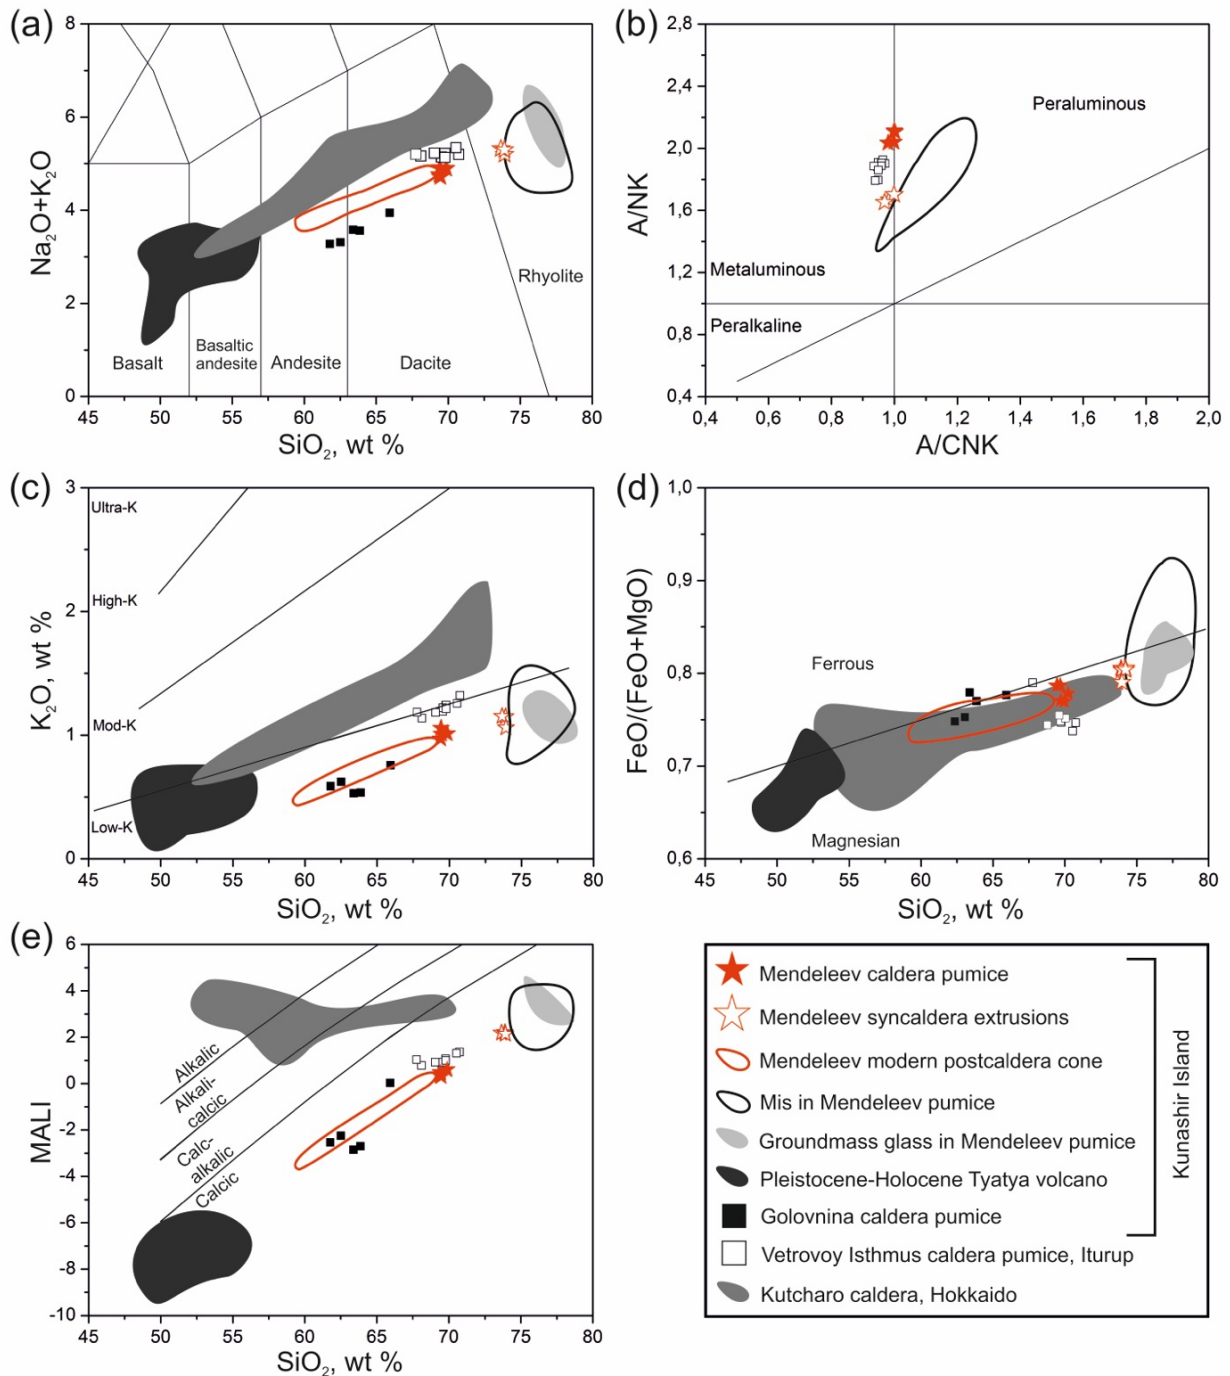 (a)
8
6
4
2
0
Na₂O+K₂O
Basalt
Basaltic
andesite
Andesite
Dacite
Rhyolite
45 50 55 60 65 70 75 80
SiO₂, wt %
(b)
2,8
2,4
2,0
1,6
1,2
0,8
0,4
A/NK
Peraluminous
Metaluminous
Peralkaline
0,4 0,6 0,8 1,0 1,2 1,4 1,6 1,8 2,0
A/CNK
(c)
3
2
1
0
K₂O, wt %
Ultra-K
High-K
Mod-K
Low-K
45 50 55 60 65 70 75 80
SiO₂, wt %
(d)
1,0
0,9
0,8
0,7
0,6
FeO/(FeO+MgO)
Ferrous
Magnesian
45 50 55 60 65 70 75 80
SiO₂, wt %
(e)
6
4
2
0
-2
-4
-6
-8
-10
MALI
Alkalic
Alkali-
calcic
Calc-
alkalic
Calcic
45 50 55 60 65 70 75 80
SiO₂, wt %
Mendeleev caldera pumice
Mendeleev syncaldera extrusions
Mendeleev modern postcaldera cone
Mis in Mendeleev pumice
Groundmass glass in Mendeleev pumice
Pleistocene-Holocene Tyatya volcano
Golovnina caldera pumice
Vetrovoy Isthmus caldera pumice, Iturup
Kutcharo caldera, Hokkaido
Kunashir Island